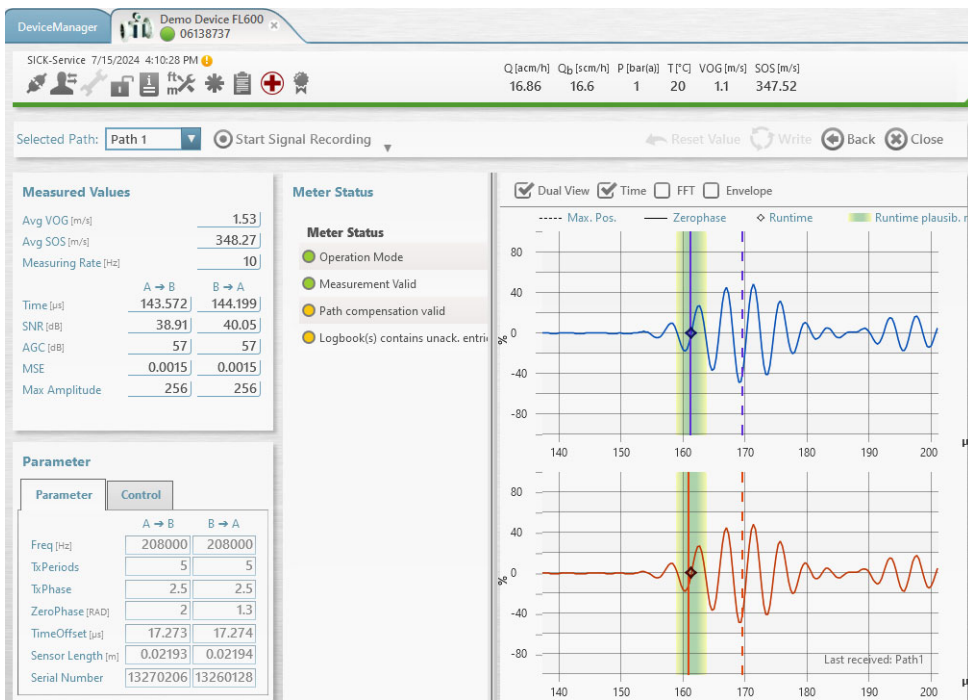 DeviceManager
Demo Device FL600
06138737
SICK-Service 7/15/2024 4:10:28 PM
Q [acm/h] Qb [scm/h] P [bar(a)] T [°C] VOG [m/s] SOS [m/s]
16.86 16.6 1 20 1.1 347.52
Selected Path: Path 1 Start Signal Recording Reset Value Write Back Close
Measured Values
Avg VOG [m/s] 1.53
Avg SOS [m/s] 348.27
Measuring Rate [Hz] 10
A → B B → A
Time [µs] 143.572 144.199
SNR [dB] 38.91 40.05
AGC [dB] 57 57
MSE 0.0015 0.0015
Max Amplitude 256 256
Parameter
Parameter Control
A → B B → A
Freq [Hz] 208000 208000
TxPeriods 5 5
TxPhase 2.5 2.5
ZeroPhase [RAD] 2 1.3
TimeOffset [µs] 17.273 17.274
Sensor Length [m] 0.02193 0.02194
Serial Number 13270206 13260128
Meter Status
Meter Status
Operation Mode
Measurement Valid
Path compensation valid
Logbook(s) contains unack. entri
Dual View Time FFT Envelope
Max. Pos. Zerophase Runtime Runtime plausib. r
80
40
% 0
-40
-80
140 150 160 170 180 190 200
µ
80
40
% 0
-40
-80
Last received: Path1
140 150 160 170 180 190 200
µ